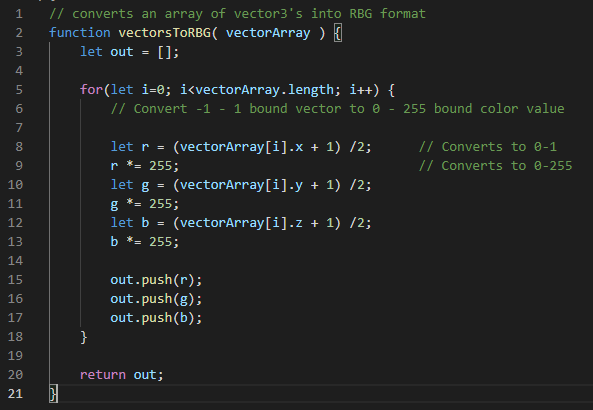 1 // converts an array of vector3's into RBG format
2 function vectorsToRBG( vectorArray ) {
3 let out = [];
4
5 for(let i=0; i<vectorArray.length; i++) {
6 // Convert -1 - 1 bound vector to 0 - 255 bound color value
7
8 let r = (vectorArray[i].x + 1) /2; // Converts to 0-1
9 r *= 255; // Converts to 0-255
10 let g = (vectorArray[i].y + 1) /2;
11 g *= 255;
12 let b = (vectorArray[i].z + 1) /2;
13 b *= 255;
14
15 out.push(r);
16 out.push(g);
17 out.push(b);
18 }
19
20 return out;
21 }